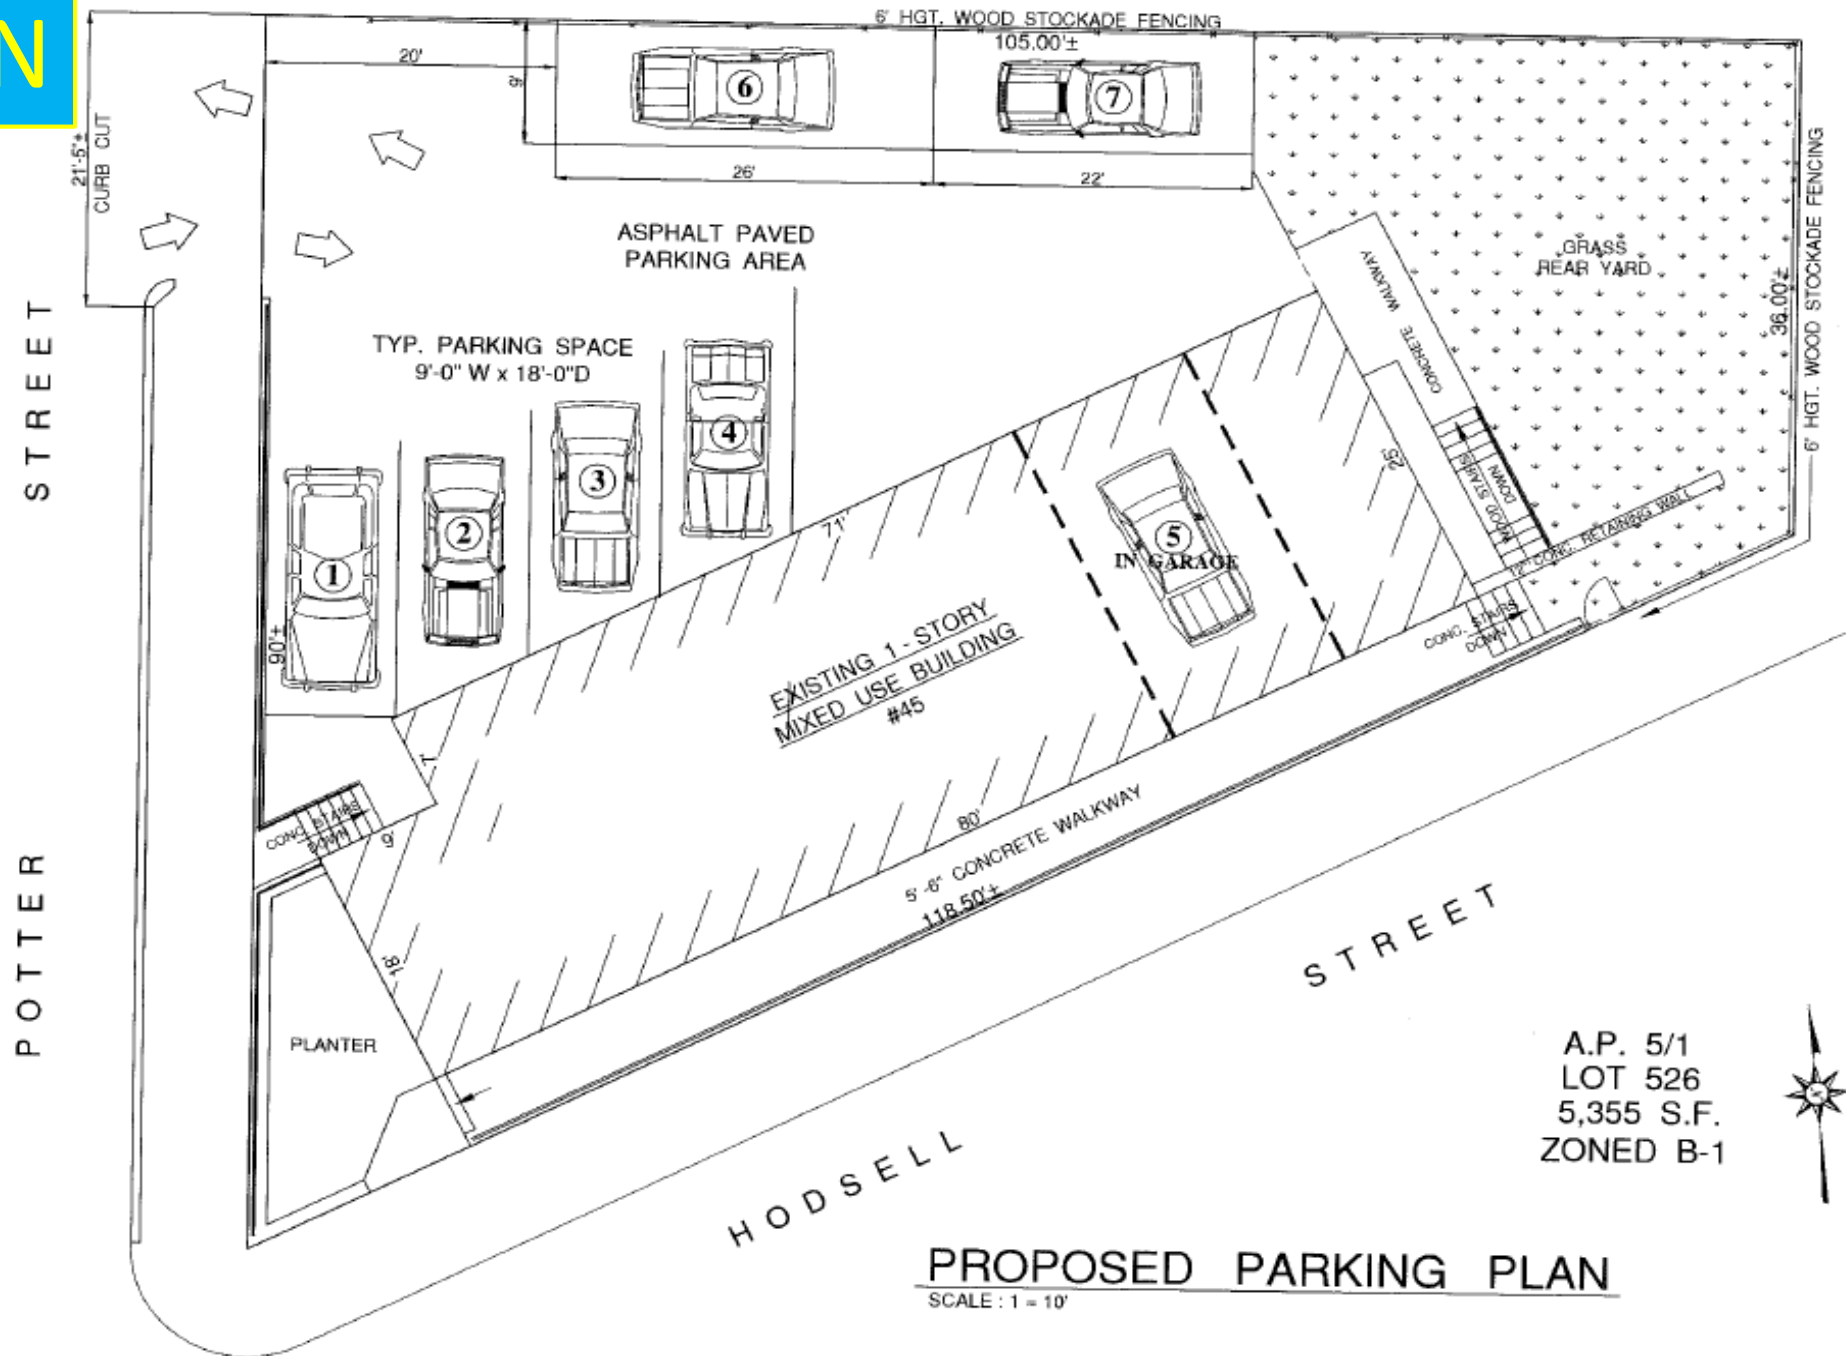 N
6' HGT. WOOD STOCKADE FENCING
105.00'±
20'
9'
6
7
26'
22'
21'-5"±
CURB CUT
ASPHALT PAVED
PARKING AREA
TYP. PARKING SPACE
9'-0" W x 18'-0"D
1
2
3
4
5
IN GARAGE
90'±
71'
25'
CONCRETE WALKWAY
GRASS
REAR YARD
36.00'±
6' HGT. WOOD STOCKADE FENCING
WOOD STAIRS
DOWN
12" CONC. RETAINING WALL
CONC. STAIRS
DOWN
EXISTING 1 - STORY
MIXED USE BUILDING
#45
7'
CONC. STAIRS
DOWN
9'
18'
80'
5'-6" CONCRETE WALKWAY
118.50'±
PLANTER
POTTER STREET
HODSELL STREET
A.P. 5/1
LOT 526
5,355 S.F.
ZONED B-1
N
PROPOSED PARKING PLAN
SCALE : 1 = 10'